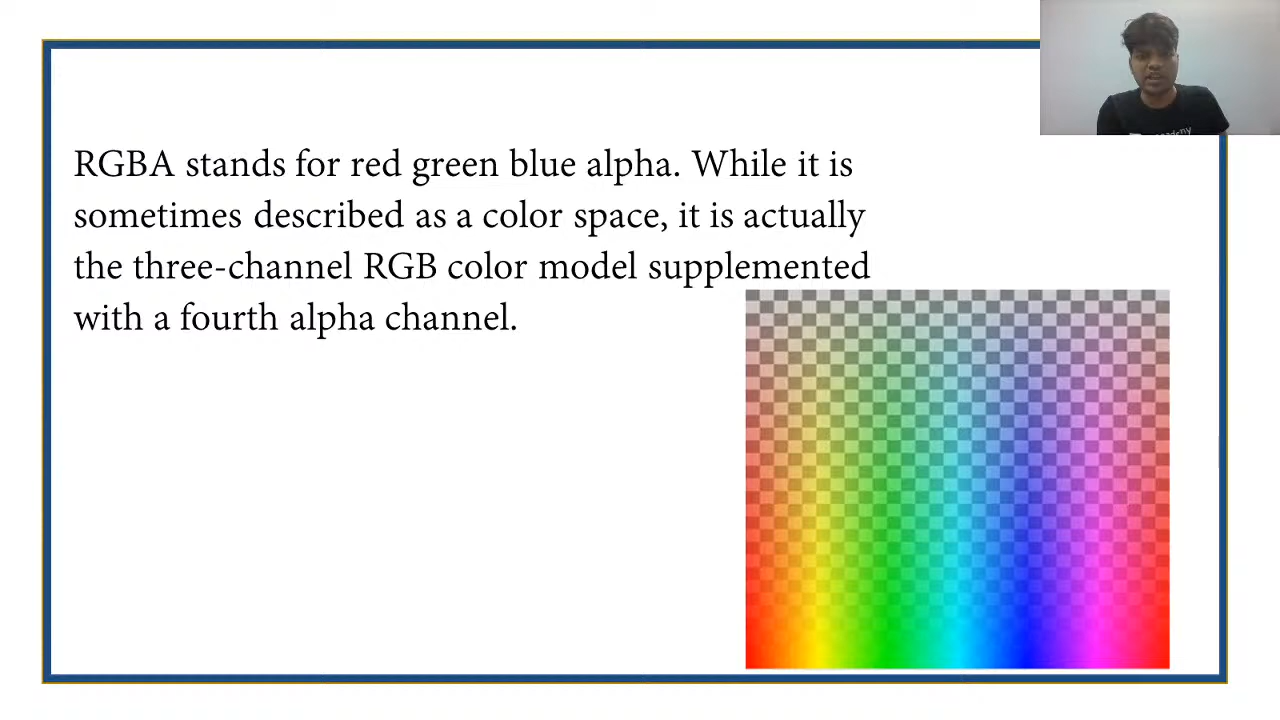 RGBA stands for red green blue alpha. While it is
sometimes described as a color space, it is actually
the three-channel RGB color model supplemented
with a fourth alpha channel.